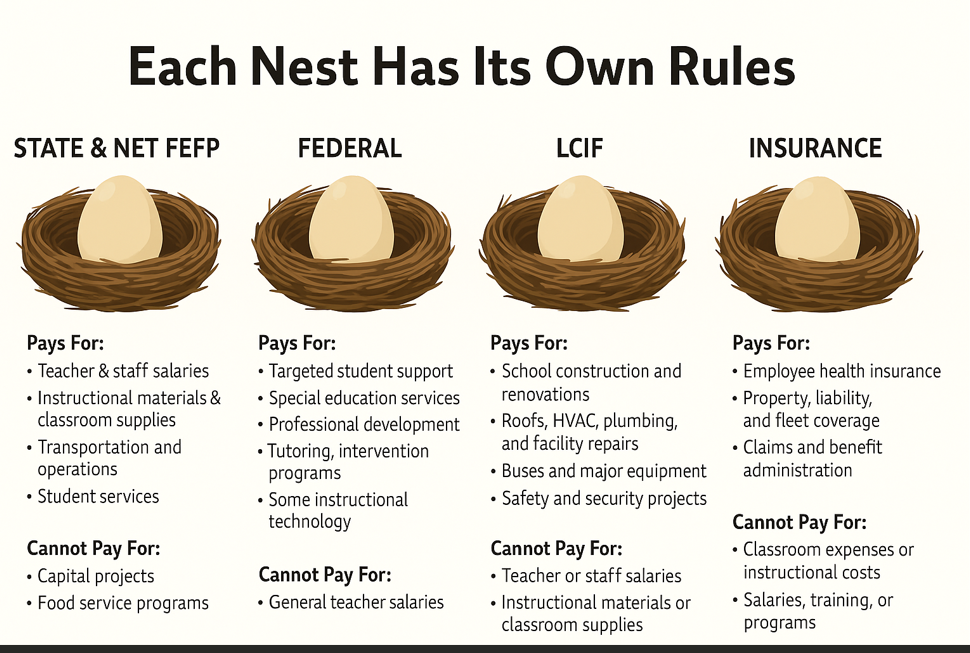 Each Nest Has Its Own Rules
STATE & NET FEFP
Pays For:
• Teacher & staff salaries
• Instructional materials &
classroom supplies
• Transportation and
operations
• Student services
Cannot Pay For:
• Capital projects
• Food service programs
FEDERAL
Pays For:
• Targeted student support
• Special education services
• Professional development
• Tutoring, intervention
programs
• Some instructional
technology
Cannot Pay For:
• General teacher salaries
LCIF
Pays For:
• School construction and
renovations
• Roofs, HVAC, plumbing,
and facility repairs
• Buses and major equipment
• Safety and security projects
Cannot Pay For:
• Teacher or staff salaries
• Instructional materials or
classroom supplies
INSURANCE
Pays For:
• Employee health insurance
• Property, liability,
and fleet coverage
• Claims and benefit
administration
Cannot Pay For:
• Classroom expenses or
instructional costs
• Salaries, training, or
programs